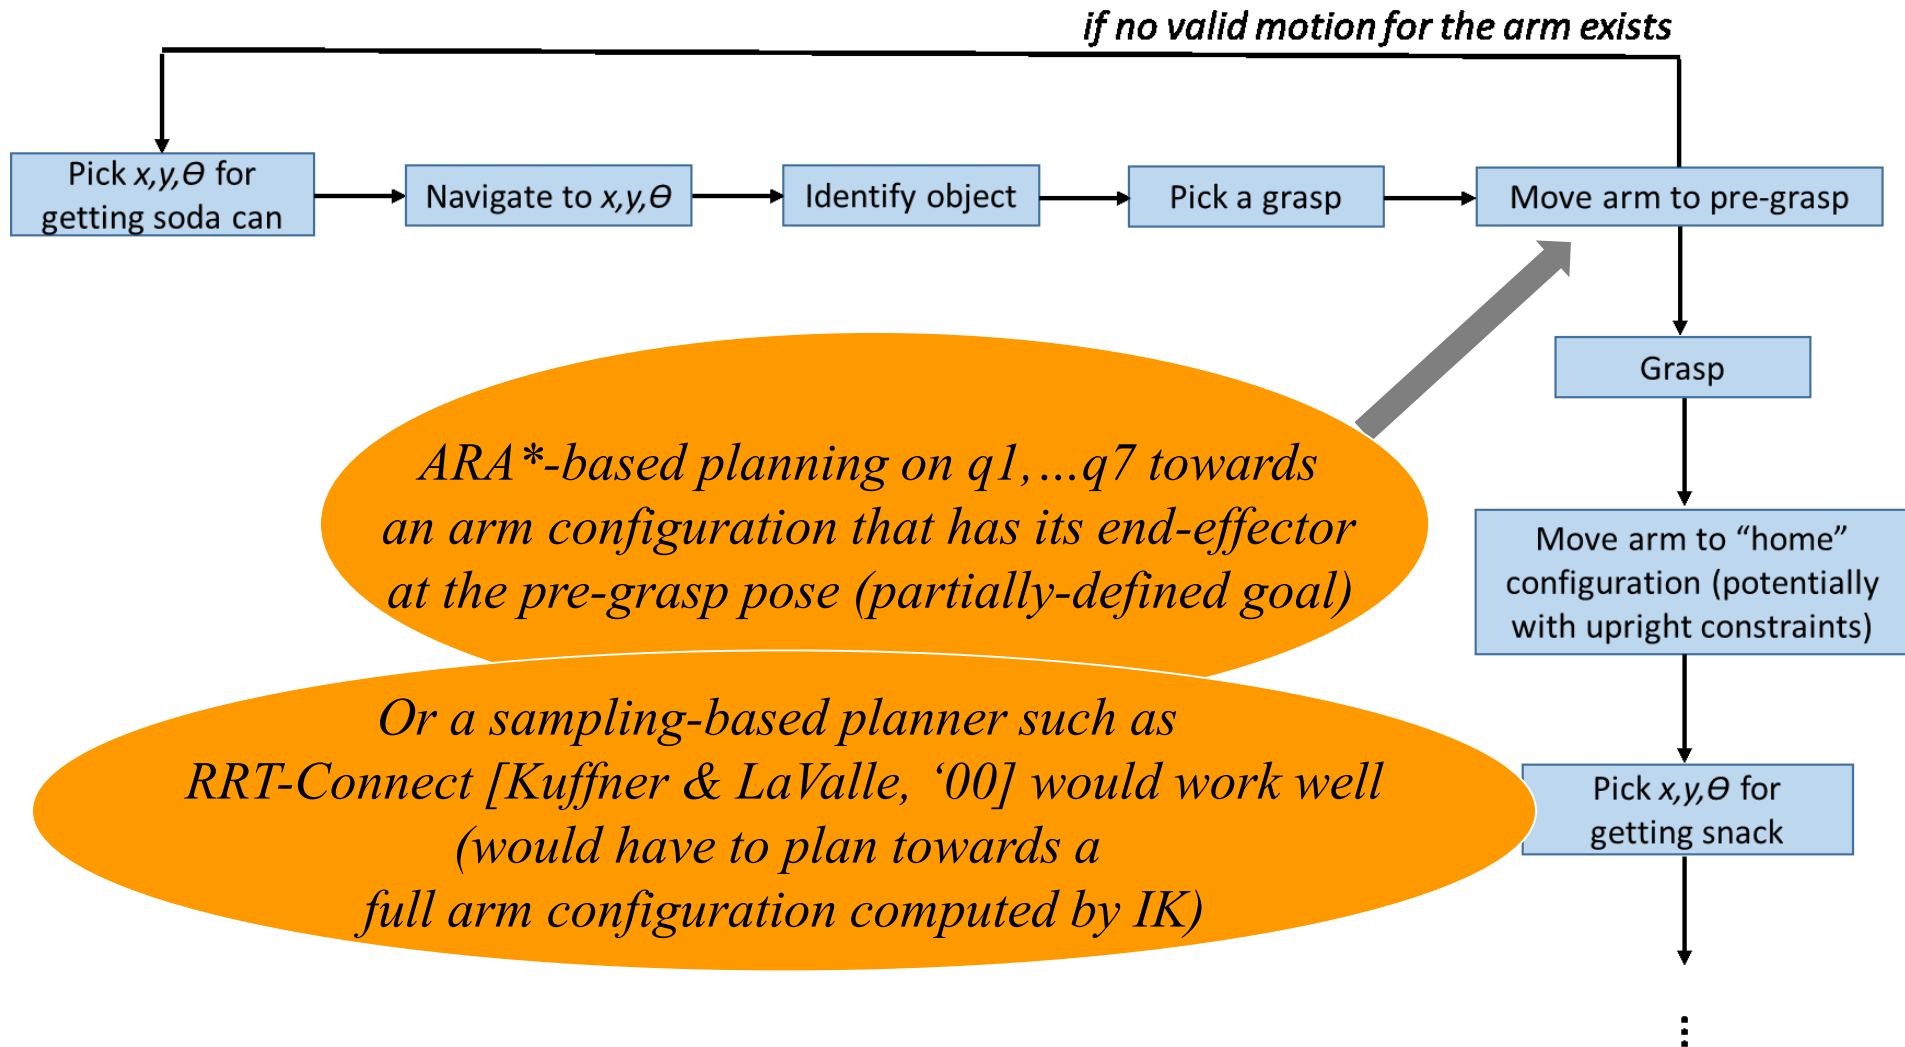 if no valid motion for the arm exists
Pick x,y,Θ for
getting soda can
Navigate to x,y,Θ
Identify object
Pick a grasp
Move arm to pre-grasp
Grasp
ARA*-based planning on q1,...q7 towards
an arm configuration that has its end-effector
at the pre-grasp pose (partially-defined goal)
Move arm to “home”
configuration (potentially
with upright constraints)
Or a sampling-based planner such as
RRT-Connect [Kuffner & LaValle, ‘00] would work well
(would have to plan towards a
full arm configuration computed by IK)
Pick x,y,Θ for
getting snack